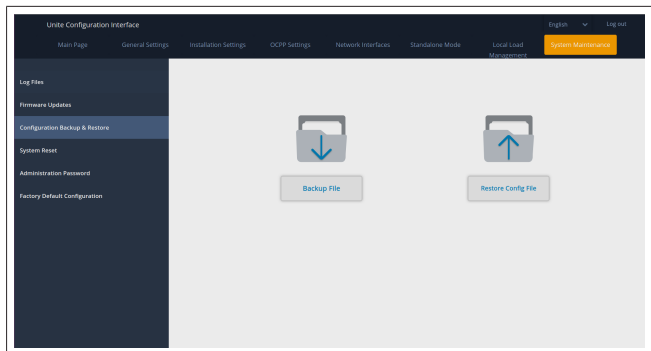 Unite Configuration Interface
English
Log out
Main Page
General Settings
Installation Settings
OCPP Settings
Network Interfaces
Standalone Mode
Local Load
Management
System Maintenance
Log Files
Firmware Updates
Configuration Backup & Restore
System Reset
Administration Password
Factory Default Configuration
Backup File
Restore Config File